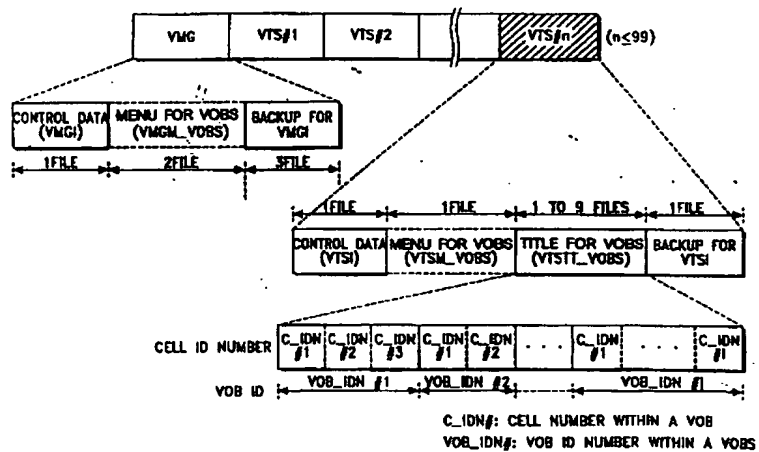 VMG VTS#1 VTS#2 VTS#n (n≤99)
CONTROL DATA (VMGI) MENU FOR VOBS (VMGM_VOBS) BACKUP FOR VMGI
1FILE 2FILE 3FILE
1FILE 1FILE 1 TO 9 FILES 1FILE
CONTROL DATA (VTSI) MENU FOR VOBS (VTSM_VOBS) TITLE FOR VOBS (VTSTT_VOBS) BACKUP FOR VTSI
CELL ID NUMBER C_IDN #1 C_IDN #2 C_IDN #3 C_IDN #1 C_IDN #2 · · · C_IDN #1 · · · C_IDN #I
VOB ID VOB_IDN #1 VOB_IDN #2 VOB_IDN #I
C_IDN#: CELL NUMBER WITHIN A VOB
VOB_IDN#: VOB ID NUMBER WITHIN A VOBS